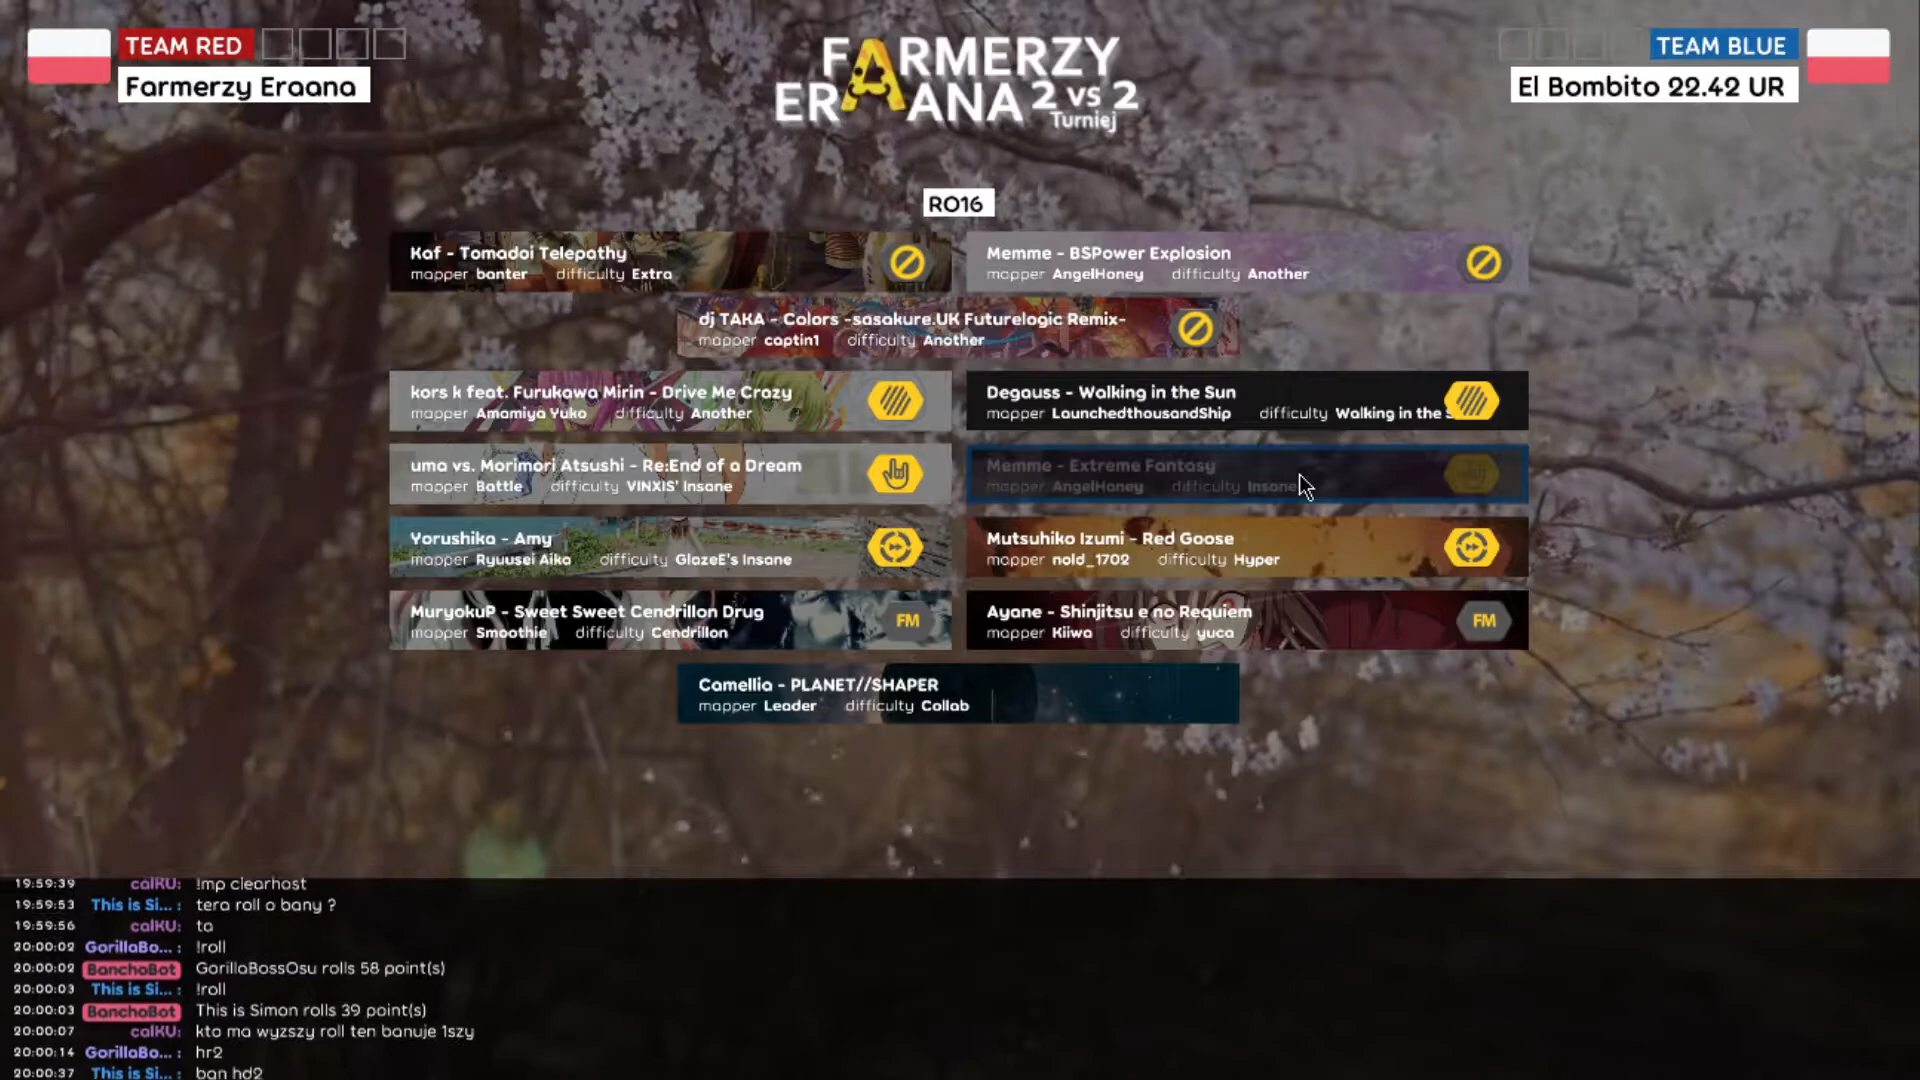 TEAM RED
Farmerzy Eraana
FARMERZY
ERAANA 2 vs 2
Turniej
TEAM BLUE
El Bombito 22.42 UR
RO16
Kaf - Tomadoi Telepathy
mapper banter difficulty Extra
Memme - BSPower Explosion
mapper AngelHoney difficulty Another
dj TAKA - Colors -sasakure.UK Futurelogic Remix-
mapper captin1 difficulty Another
kors k feat. Furukawa Mirin - Drive Me Crazy
mapper Amamiya Yuko difficulty Another
Degauss - Walking in the Sun
mapper LaunchedthousandShip difficulty Walking in the S
uma vs. Morimori Atsushi - Re:End of a Dream
mapper Battle difficulty VINXIS' Insane
Memme - Extreme Fantasy
mapper AngelHoney difficulty Insane
Yorushika - Amy
mapper Ryuusei Aika difficulty GlazeE's Insane
Mutsuhiko Izumi - Red Goose
mapper nold_1702 difficulty Hyper
MuryokuP - Sweet Sweet Cendrillon Drug
mapper Smoothie difficulty Cendrillon
FM
Ayane - Shinjitsu e no Requiem
mapper Kiiwa difficulty yuca
FM
Camellia - PLANET//SHAPER
mapper Leader difficulty Collab
19:59:39 calKU: !mp clearhost
19:59:53 This is Si... : tera roll o bany ?
19:59:56 calKU: ta
20:00:02 GorillaBo... : !roll
20:00:02 BanchoBot GorillaBossOsu rolls 58 point(s)
20:00:03 This is Si... : !roll
20:00:03 BanchoBot This is Simon rolls 39 point(s)
20:00:07 calKU: kto ma wyzszy roll ten banuje 1szy
20:00:14 GorillaBo... : hr2
20:00:37 This is Si... : ban hd2